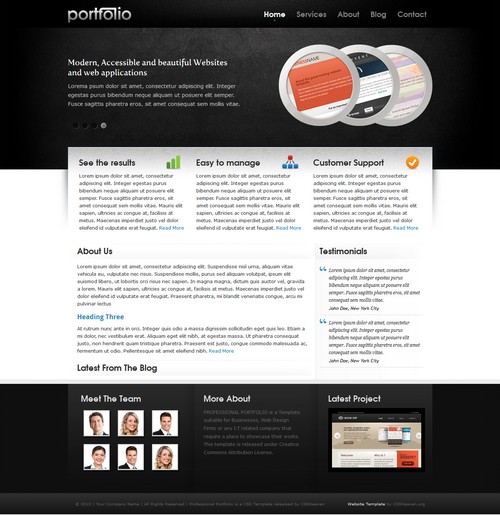 portfolio
Home Services About Blog Contact
Modern, Accessible and beautiful Websites
and web applications
Lorema ipsum dolor sit amet, consectetur adipiscing elit. Integer
egestas purus bibendum neque aliquam ut posuere elit semper.
Fusce sagittis pharetra eros, sit amet consequat sem mollis vitae.
See the results
Lorem ipsum dolor sit amet, consectetur
adipiscing elit. Integer egestas purus
bibendum neque aliquam ut posuere elit
semper. Fusce sagittis pharetra eros, sit
amet consequat sem mollis vitae. Mauris elit
sapien, ultricies ac congue at, facilisis at
metus. Maecenas imperdiet justo vel dolor
eleifend id vulputate erat feugiat. Read More
Easy to manage
Lorem ipsum dolor sit amet, consectetur
adipiscing elit. Integer egestas purus
bibendum neque aliquam ut posuere elit
semper. Fusce sagittis pharetra eros, sit
amet consequat sem mollis vitae. Mauris elit
sapien, ultricies ac congue at, facilisis at
metus. Maecenas imperdiet justo vel dolor
eleifend id vulputate erat feugiat. Read More
Customer Support
Lorem ipsum dolor sit amet, consectetur
adipiscing elit. Integer egestas purus
bibendum neque aliquam ut posuere elit
semper. Fusce sagittis pharetra eros, sit
amet consequat sem mollis vitae. Mauris elit
sapien, ultricies ac congue at, facilisis at
metus. Maecenas imperdiet justo vel dolor
eleifend id vulputate erat feugiat. Read More
About Us
Lorem ipsum dolor sit amet, consectetur adipiscing elit. Suspendisse nisl urna, aliquam vitae
vehicula eu, vulputate nec risus. Suspendisse mollis, purus sed aliquam volutpat, ipsum elit
euismod libero, ut lobortis orci nisl id lorem. In magna magna, dictum quis auctor vel, gravida
a lorem. Mauris elit sapien, ultricies ac congue at, facilisis at metus. Maecenas imperdiet justo vel dolor
eleifend id vulputate erat feugiat. Praesent pharetra, mi blandit venenatis congue, arcu mi
pulvinar lectus
Heading Three
At rutrum nunc ante in orci. Integer quis odio a massa dignissim sollicitudin eget quis leo. Etiam a
mi dolor, nec vestibulum erat. Aliquam eget elit nibh, at egestas massa. Ut pharetra consequat
justo, non hendrerit quam tristique pharetra. Praesent est justo, congue commodo malesuada ac,
fermentum ut odio. Pellentesque sit amet eleifend nibh. Read More
Latest From The Blog
Testimonials
Lorem ipsum dolor sit amet, consectetur
adipiscing elit. Integer egestas purus
bibendum neque aliquam ut posuere elit
semper. Fusce sagittis pharetra eros, sit amet
consequat sem mollis vitae.
John Doe, New York City
Lorem ipsum dolor sit amet, consectetur
adipiscing elit. Integer egestas purus
bibendum neque aliquam ut posuere elit
semper. Fusce sagittis pharetra eros, sit amet
consequat sem mollis vitae.
John Doe, New York City
Meet The Team
More About
PROFESSIONAL PORTFOLIO is a Template
suitable for Businesses, Web Design
Firms or any I.T related company that
require a place to showcase their works.
This template is released under Creative
Commons Attribution License.
Latest Project
© 2010 | Your Company Name | All Rights Reserved | Professional Portfolio is a CSS Template released by CSSHeaven
Website Template by CSSHeaven.org